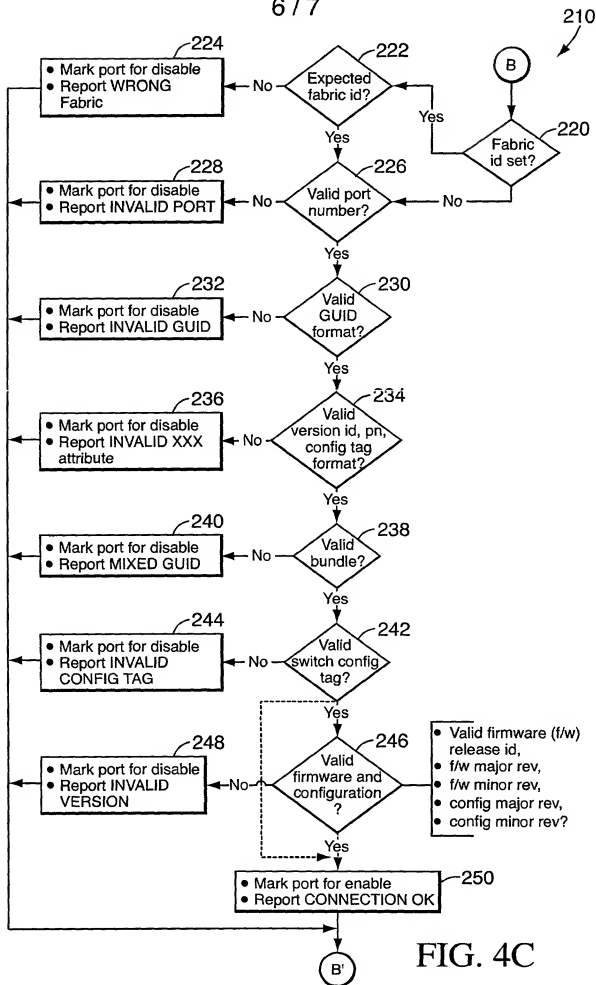 6 / 7
210
B
220
Fabric
id set?
Yes
No
222
Expected
fabric id?
No
Yes
224
• Mark port for disable
• Report WRONG
Fabric
226
Valid port
number?
No
Yes
228
• Mark port for disable
• Report INVALID PORT
230
Valid
GUID
format?
No
Yes
232
• Mark port for disable
• Report INVALID GUID
234
Valid
version id, pn,
config tag
format?
No
Yes
236
• Mark port for disable
• Report INVALID XXX
attribute
238
Valid
bundle?
No
Yes
240
• Mark port for disable
• Report MIXED GUID
242
Valid
switch config
tag?
No
Yes
244
• Mark port for disable
• Report INVALID
CONFIG TAG
246
Valid
firmware and
configuration
?
No
Yes
• Valid firmware (f/w)
release id,
• f/w major rev,
• f/w minor rev,
• config major rev,
• config minor rev?
248
• Mark port for disable
• Report INVALID
VERSION
250
• Mark port for enable
• Report CONNECTION OK
B'
FIG. 4C